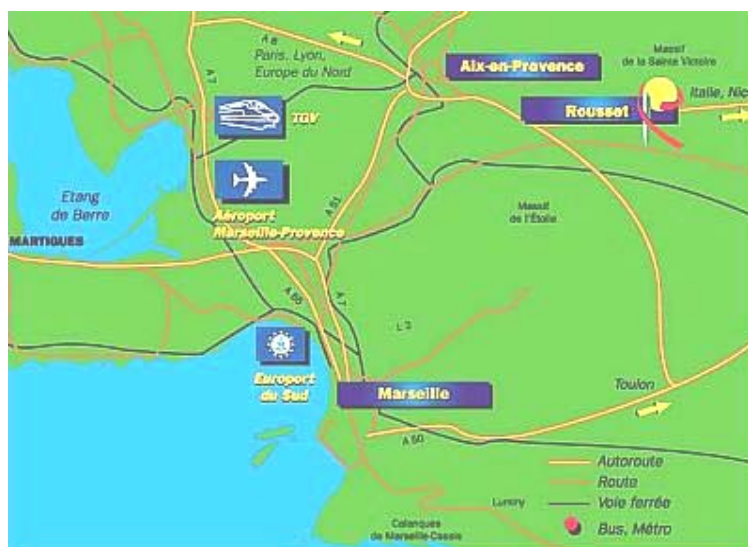 A 8
Paris, Lyon,
Europe du Nord
A 7
Aix-en-Provence
Massif
de la Sainte Victoire
Rousset
Italie, Nic
TGV
Etang
de Berre
MARTIGUES
Aéroport
Marseille-Provence
A 51
Massif
de l'Étoile
A 55
A 7
L 2
Europort
du Sud
Marseille
Toulon
A 50
Autoroute
Route
Voie ferrée
Bus, Métro
Calanques
de Marseille-Cassis